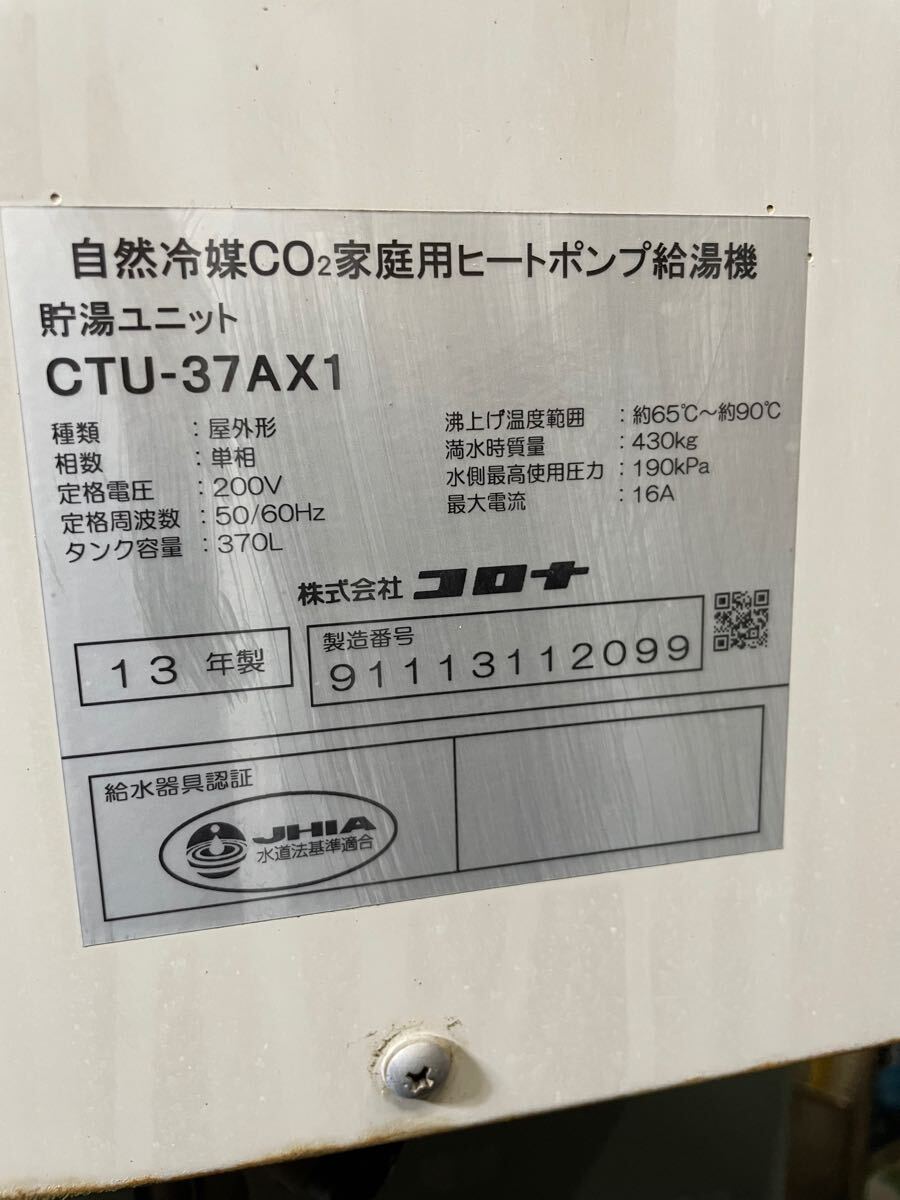 自然冷媒CO₂家庭用ヒートポンプ給湯機
貯湯ユニット
CTU-37AX1
種類 : 屋外形
相数 : 単相
定格電圧 : 200V
定格周波数 : 50/60Hz
タンク容量 : 370L
沸上げ温度範囲 : 約65℃～約90℃
満水時質量 : 430kg
水側最高使用圧力 : 190kPa
最大電流 : 16A
株式会社 コロナ
13 年製
製造番号
911131112099
給水器具認証
JHIA
水道法基準適合